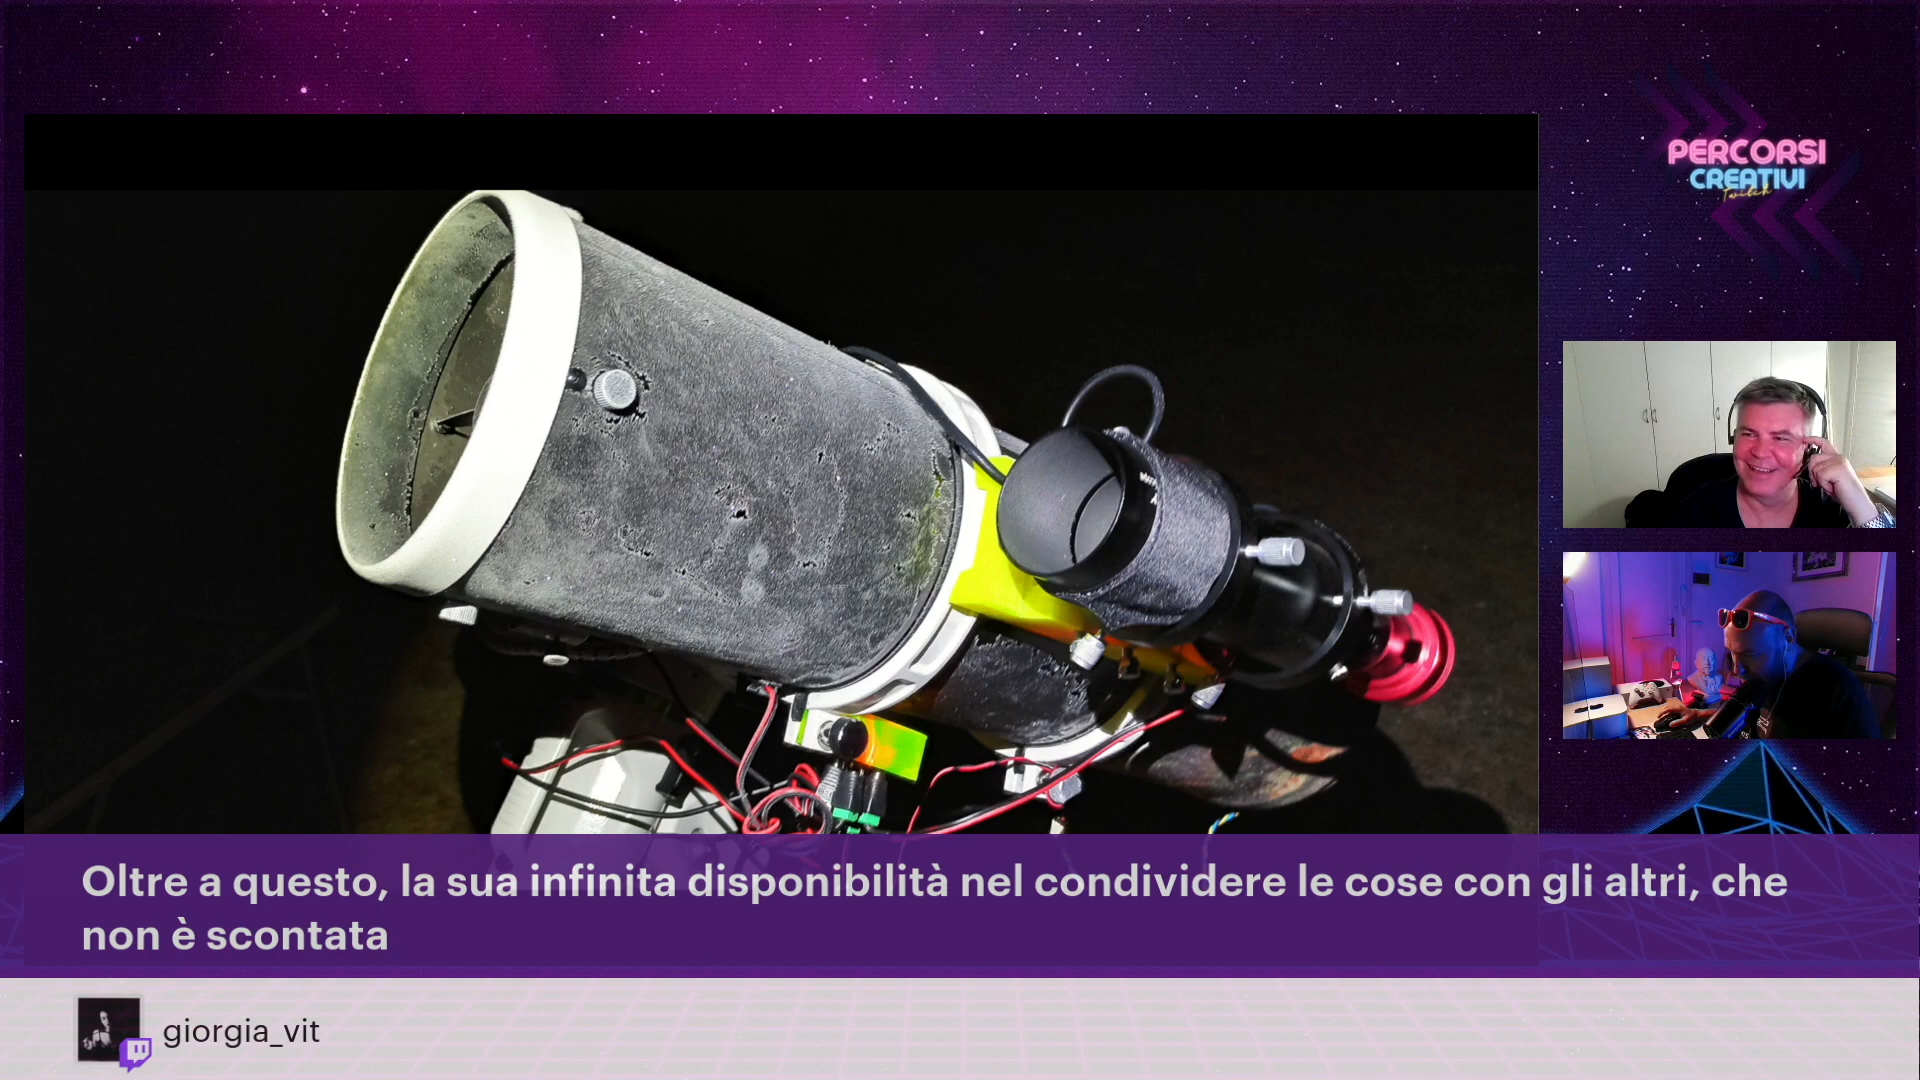 PERCORSI
CREATIVI
Twitch
Oltre a questo, la sua infinita disponibilità nel condividere le cose con gli altri, che
non è scontata
giorgia_vit